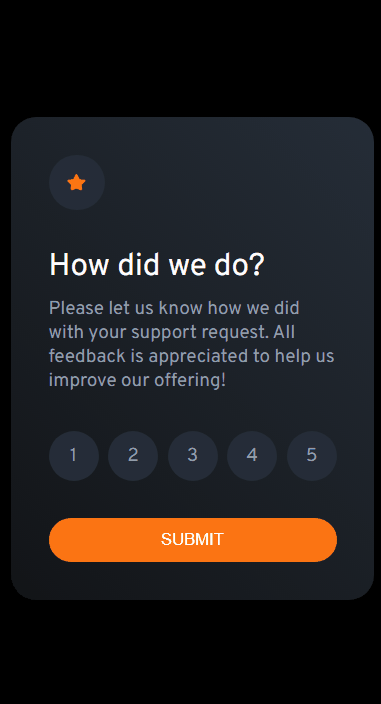 How did we do?
Please let us know how we did
with your support request. All
feedback is appreciated to help us
improve our offering!
1 2 3 4 5
SUBMIT